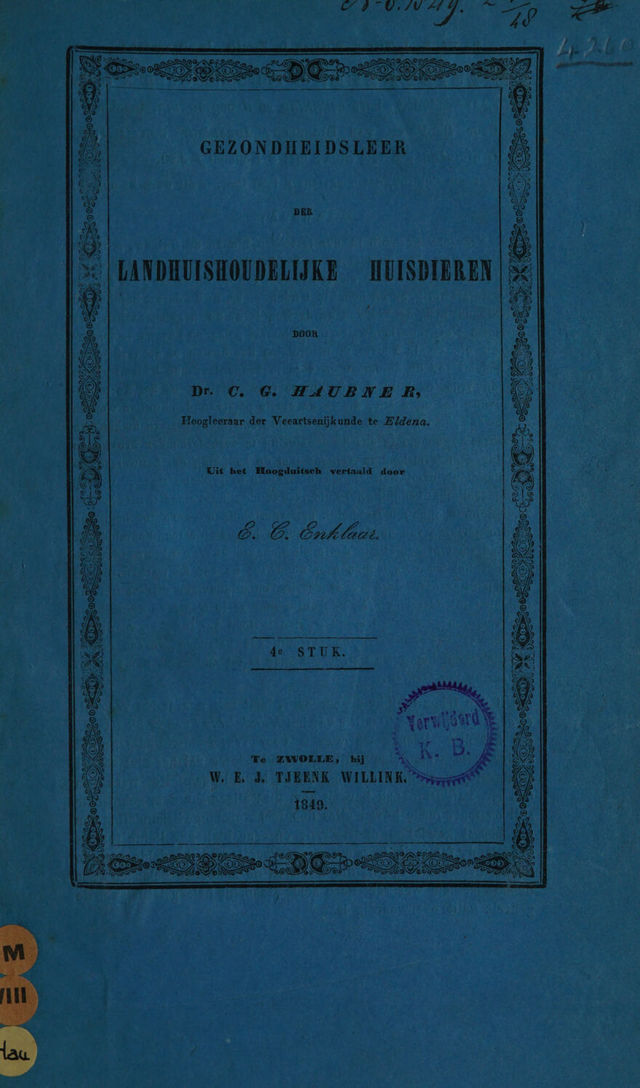 4260
GEZONDHEIDSLEER
DER
LANDHUISHOUDELIJKE HUISDIEREN
DOOR
Dr. C. G. HAUBNER,
Hoogleeraar der Veeartsenijkunde te Eldena.
Uit het Hoogduitsch vertaald door
E. C. Enklaar.
4e STUK.
Verwijderd
K. B.
Te ZWOLLE, bij
W. E. J. TJEENK WILLINK.
1849.
M
VIII
Hau